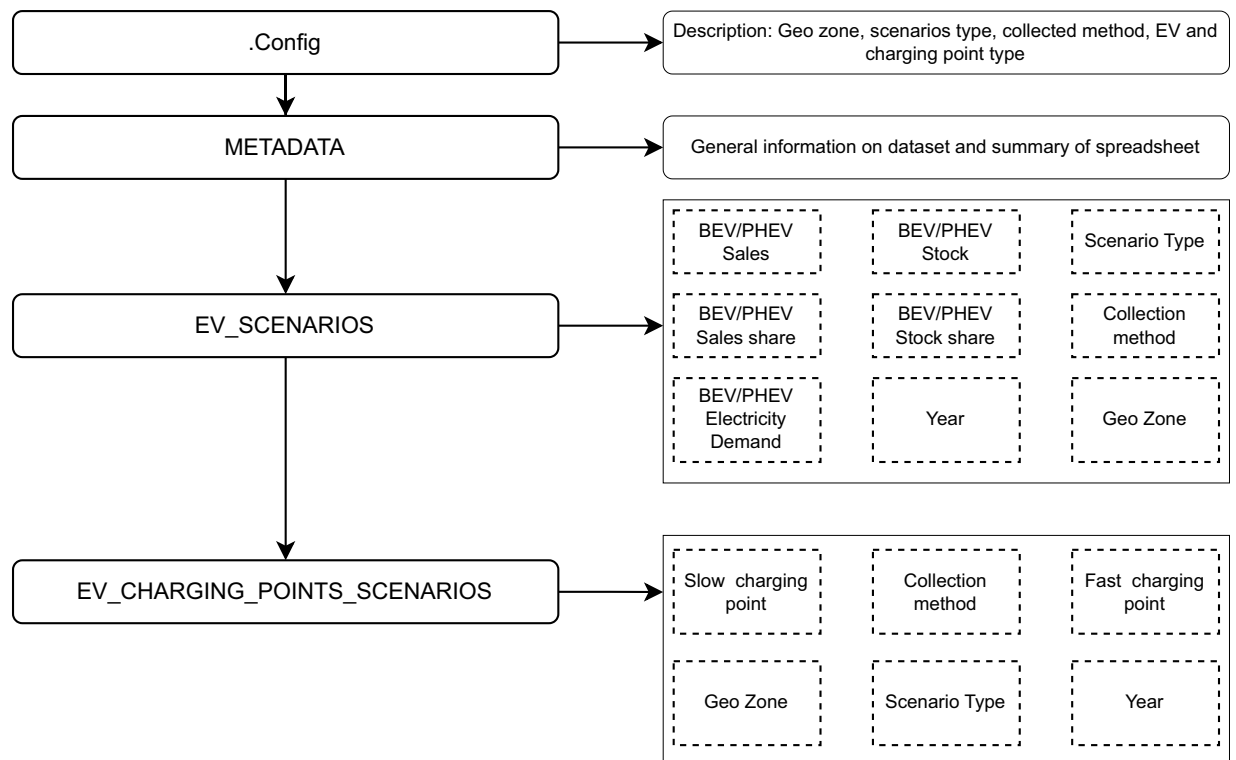 .Config
Description: Geo zone, scenarios type, collected method, EV and
charging point type
METADATA
General information on dataset and summary of spreadsheet
EV_SCENARIOS
BEV/PHEV
Sales
BEV/PHEV
Stock
Scenario Type
BEV/PHEV
Sales share
BEV/PHEV
Stock share
Collection
method
BEV/PHEV
Electricity
Demand
Year
Geo Zone
EV_CHARGING_POINTS_SCENARIOS
Slow charging
point
Collection
method
Fast charging
point
Geo Zone
Scenario Type
Year